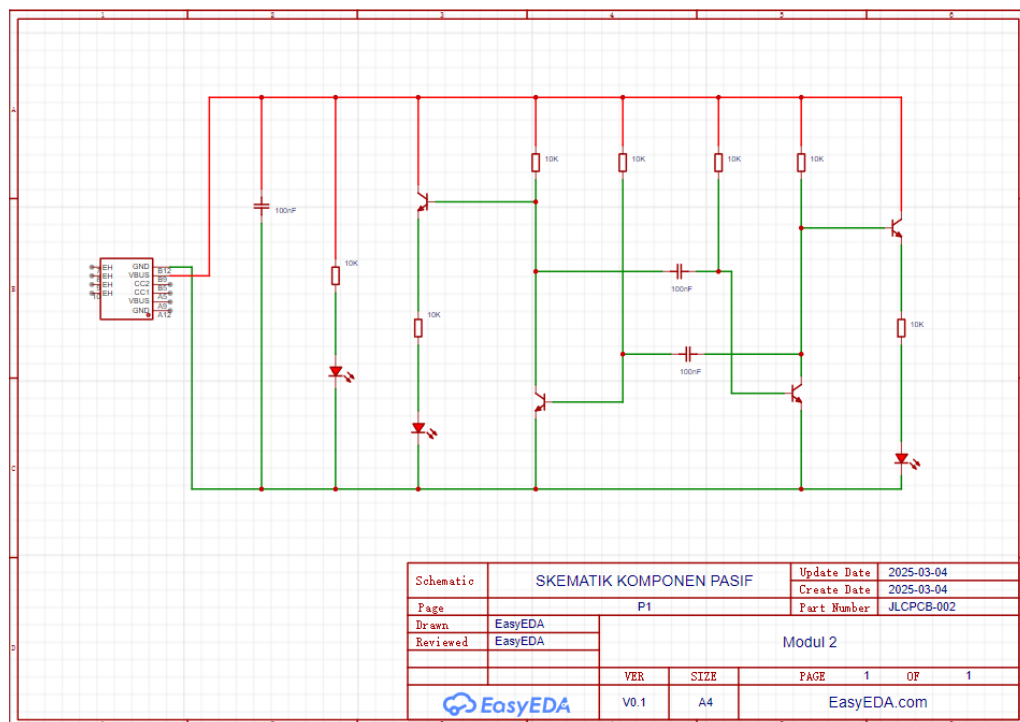 1 2 3 4 5 6
A
10K 10K 10K 10K
100nF
10K
EH
EH
EH
EH
10
GND
VBUS
CC2
CC1
VBUS
GND
B12
B9
B5
A5
A9
A12
B
100nF
10K 10K
100nF
C
D
Schematic SKEMATIK KOMPONEN PASIF Update Date 2025-03-04
Create Date 2025-03-04
Page P1 Part Number JLCPCB-002
Drawn EasyEDA
Reviewed EasyEDA
Modul 2
VER SIZE PAGE 1 OF 1
EasyEDA V0.1 A4 EasyEDA.com